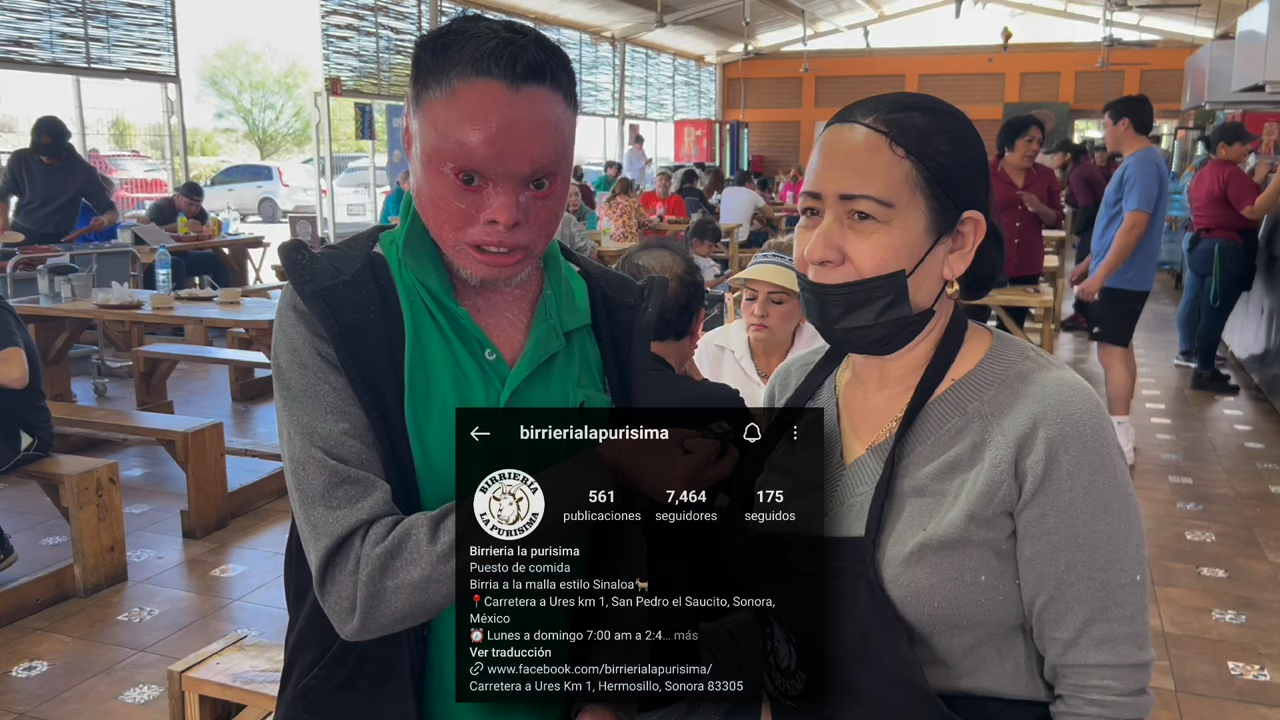 birrierialapurisima
561 7,464 175
publicaciones seguidores seguidos
BIRRIERÍA
LA PURISIMA
Birrieria la purisima
Puesto de comida
Birria a la malla estilo Sinaloa🐐
📍Carretera a Ures km 1, San Pedro el Saucito, Sonora,
México
⏰ Lunes a domingo 7:00 am a 2:4… más
Ver traducción
www.facebook.com/birrierialapurisima/
Carretera a Ures Km 1, Hermosillo, Sonora 83305